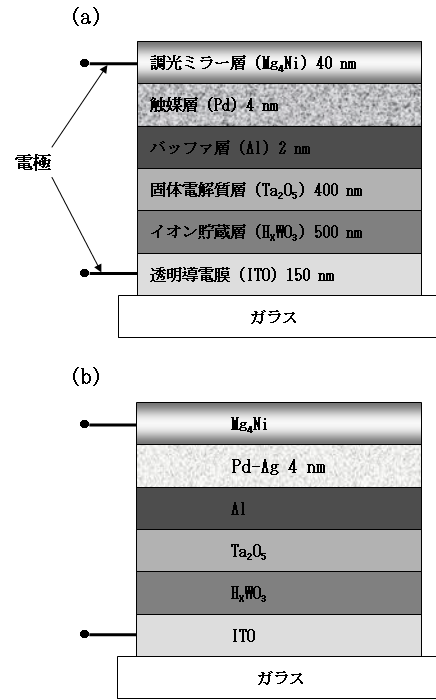 (a)
調光ミラー層 (Mg₄Ni) 40 nm
触媒層 (Pd) 4 nm
バッファ層 (Al) 2 nm
電極
固体電解質層 (Ta₂O₅) 400 nm
イオン貯蔵層 (HₓWO₃) 500 nm
透明導電膜 (ITO) 150 nm
ガラス
(b)
Mg₄Ni
Pd-Ag 4 nm
Al
Ta₂O₅
HₓWO₃
ITO
ガラス